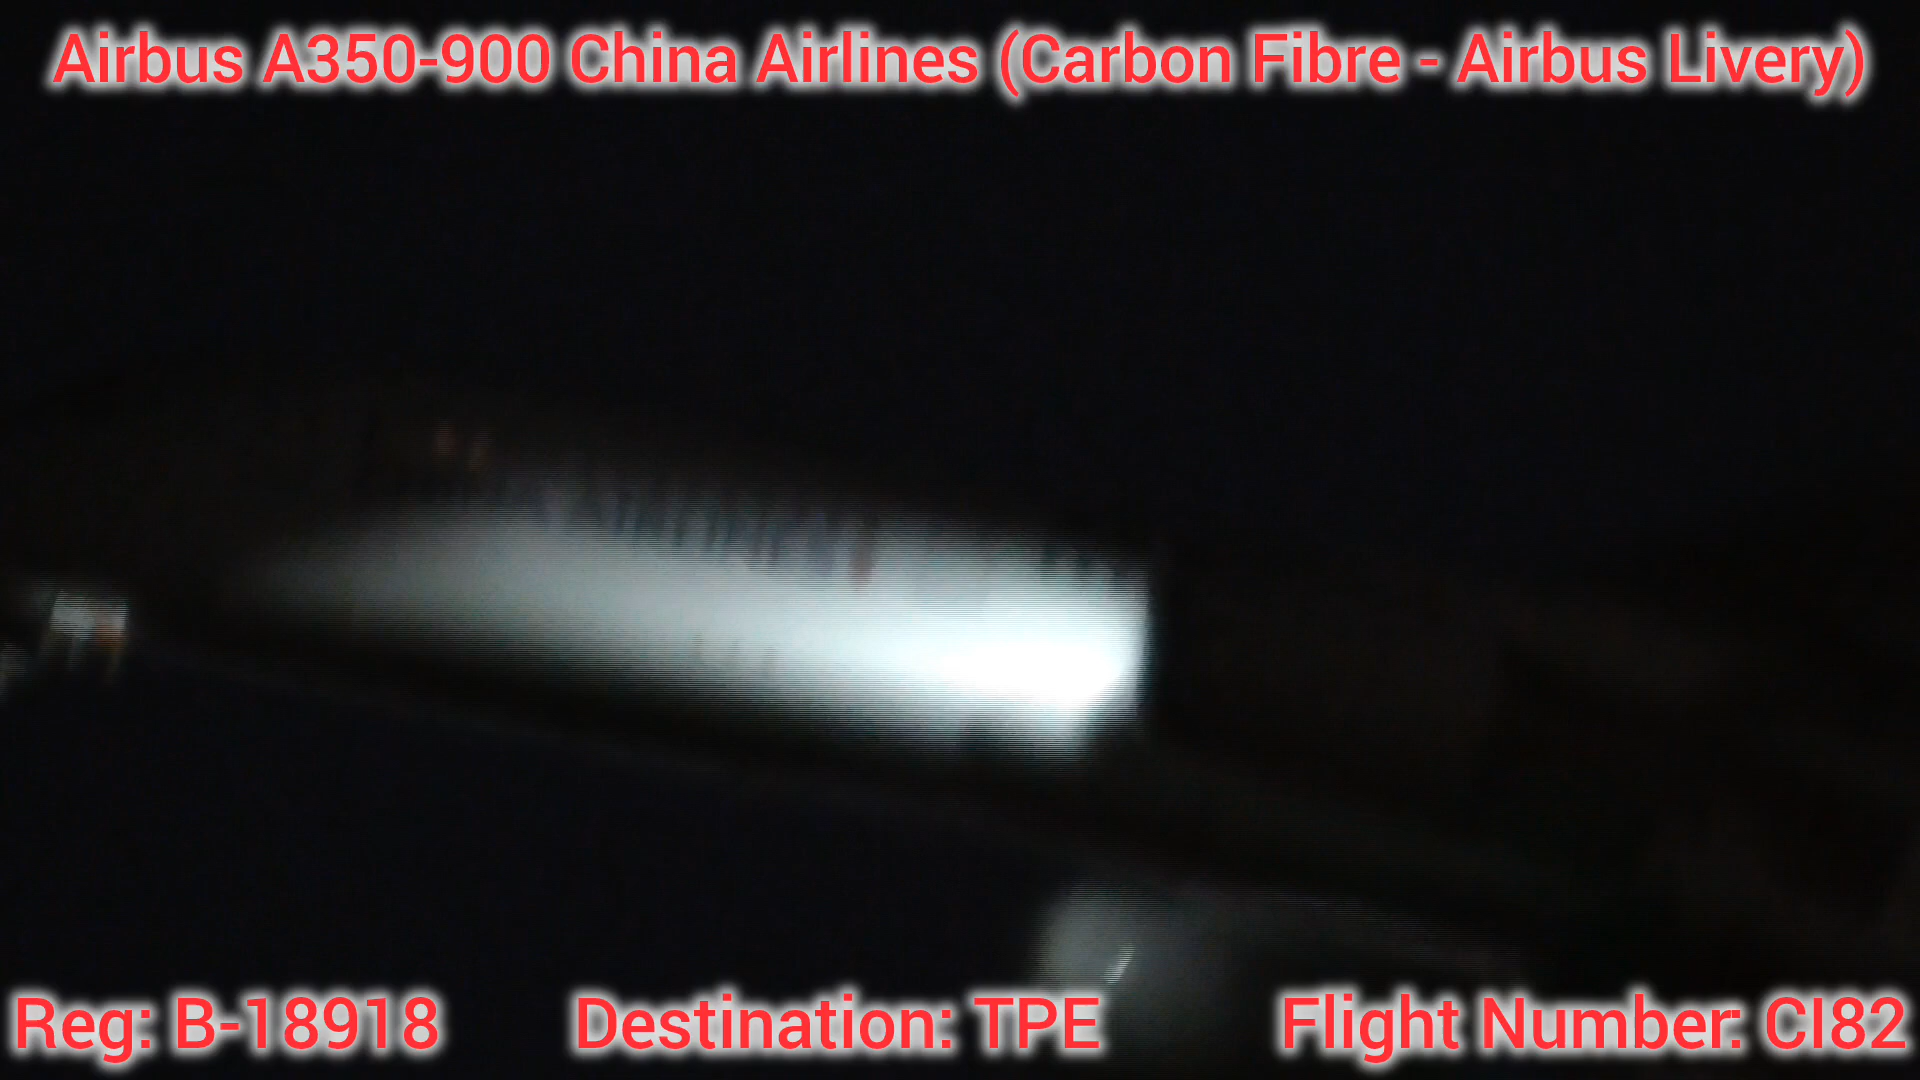 Airbus A350-900 China Airlines (Carbon Fibre - Airbus Livery)
Reg: B-18918 Destination: TPE Flight Number: CI82